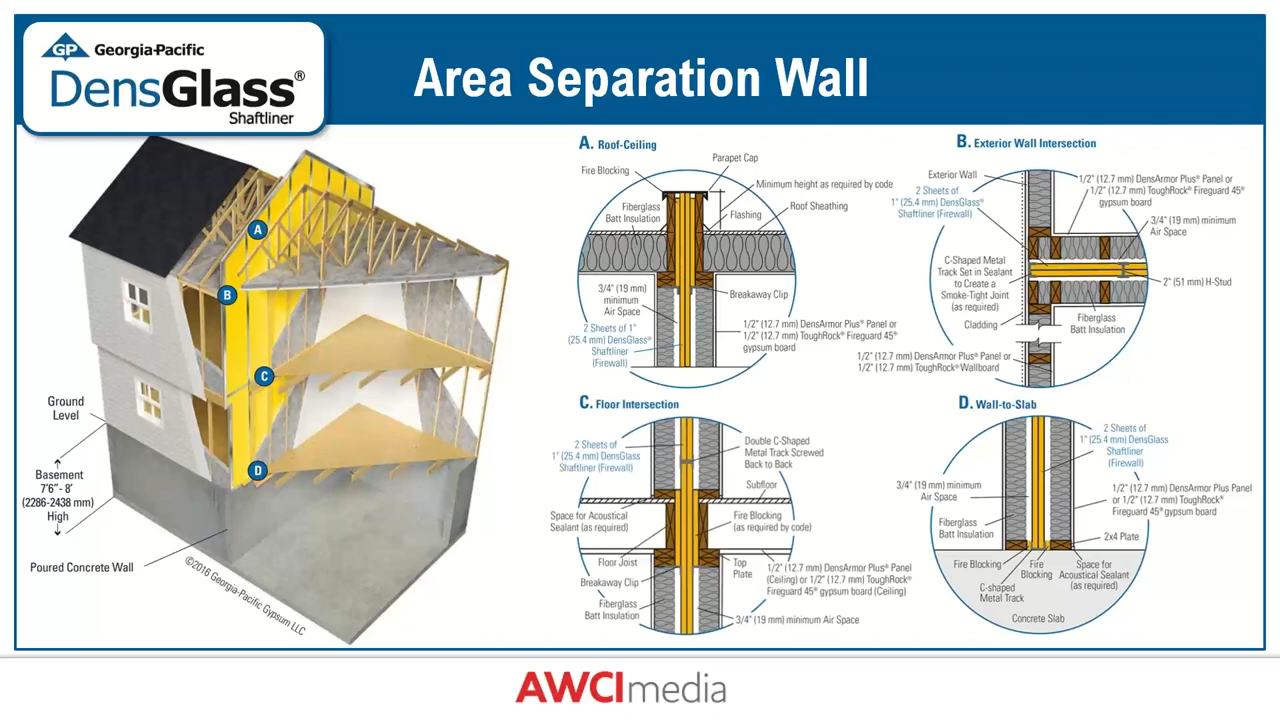 GP Georgia-Pacific
DensGlass®
Shaftliner
Area Separation Wall
A
B
C
D
Ground
Level
Basement
7'6"- 8'
(2286-2438 mm)
High
Poured Concrete Wall
©2016 Georgia-Pacific Gypsum LLC
A. Roof-Ceiling
Fire Blocking
Parapet Cap
Minimum height as required by code
Fiberglass
Batt Insulation
Flashing
Roof Sheathing
3/4" (19 mm)
minimum
Air Space
Breakaway Clip
2 Sheets of 1"
(25.4 mm) DensGlass®
Shaftliner
(Firewall)
1/2" (12.7 mm) DensArmor Plus® Panel or
1/2" (12.7 mm) ToughRock® Fireguard 45®
gypsum board
B. Exterior Wall Intersection
Exterior Wall
2 Sheets of
1" (25.4 mm) DensGlass®
Shaftliner (Firewall)
1/2" (12.7 mm) DensArmor Plus® Panel or
1/2" (12.7 mm) ToughRock® Fireguard 45®
gypsum board
3/4" (19 mm) minimum
Air Space
C-Shaped Metal
Track Set in Sealant
to Create a
Smoke-Tight Joint
(as required)
2" (51 mm) H-Stud
Cladding
Fiberglass
Batt Insulation
1/2" (12.7 mm) DensArmor Plus® Panel or
1/2" (12.7 mm) ToughRock® Wallboard
C. Floor Intersection
2 Sheets of
1" (25.4 mm) DensGlass
Shaftliner (Firewall)
Double C-Shaped
Metal Track Screwed
Back to Back
Subfloor
Space for Acoustical
Sealant (as required)
Fire Blocking
(as required by code)
Floor Joist
Top
Plate
Breakaway Clip
1/2" (12.7 mm) DensArmor Plus® Panel
(Ceiling) or 1/2" (12.7 mm) ToughRock®
Fireguard 45® gypsum board (Ceiling)
Fiberglass
Batt Insulation
3/4" (19 mm) minimum Air Space
D. Wall-to-Slab
2 Sheets of
1" (25.4 mm) DensGlass
Shaftliner
(Firewall)
3/4" (19 mm) minimum
Air Space
1/2" (12.7 mm) DensArmor Plus Panel
or 1/2" (12.7 mm) ToughRock®
Fireguard 45® gypsum board
Fiberglass
Batt Insulation
2x4 Plate
Fire Blocking
Fire
Blocking
Space for
Acoustical Sealant
(as required)
C-shaped
Metal Track
Concrete Slab
AWCImedia